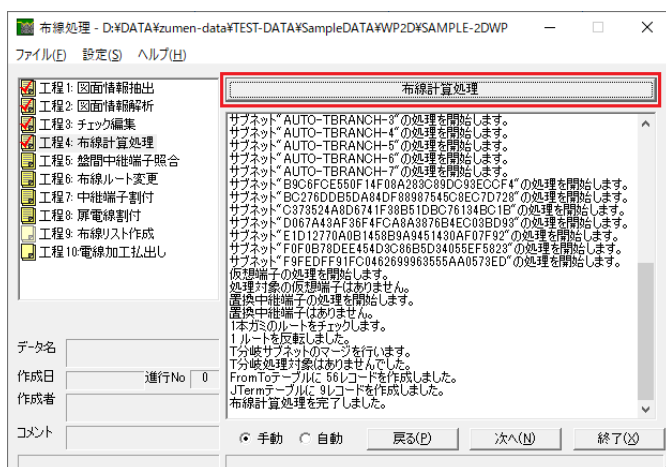 布線処理 - D:¥DATA¥zumen-data¥TEST-DATA¥SampleDATA¥WP2D¥SAMPLE-2DWP
ファイル(F) 設定(S) ヘルプ(H)
工程1: 図面情報抽出
工程2: 図面情報解析
工程3: チェック編集
工程4: 布線計算処理
工程5: 盤間中継端子照合
工程6: 布線ルート変更
工程7: 中継端子割付
工程8: 扉電線割付
工程9: 布線リスト作成
工程10:電線加工払出し
データ名
作成日 進行No 0
作成者
コメント
布線計算処理
サブネット"AUTO-TBRANCH-3"の処理を開始します。
サブネット"AUTO-TBRANCH-4"の処理を開始します。
サブネット"AUTO-TBRANCH-5"の処理を開始します。
サブネット"AUTO-TBRANCH-6"の処理を開始します。
サブネット"AUTO-TBRANCH-7"の処理を開始します。
サブネット"B9C6FCE550F14F08A283C89DC93ECCF4"の処理を開始します。
サブネット"BC276DDB5DA84DF88987545C8EC7D728"の処理を開始します。
サブネット"C373524A8D6741F38B51DBC76134BC1B"の処理を開始します。
サブネット"D067A43AF36F4FCA8A3876B4EC03BD93"の処理を開始します。
サブネット"E1D12770A0B1458B9A9451430AF07F92"の処理を開始します。
サブネット"F0F0B78DEE454D3C86B5D34055EF5823"の処理を開始します。
サブネット"F9FEDFF91FC0462699963555AA0573ED"の処理を開始します。
仮想端子の処理を開始します。
処理対象の仮想端子はありません。
置換中継端子の処理を開始します。
置換中継端子はありません。
1本ガミのルートをチェックします。
1 ルートを反転しました。
T分岐サブネットのマージを行います。
T分岐処理対象はありませんでした。
FromToテーブルに 56レコードを作成しました。
JTermテーブルに 9レコードを作成しました。
布線計算処理を完了しました。
手動 自動 戻る(P) 次へ(N) 終了(X)